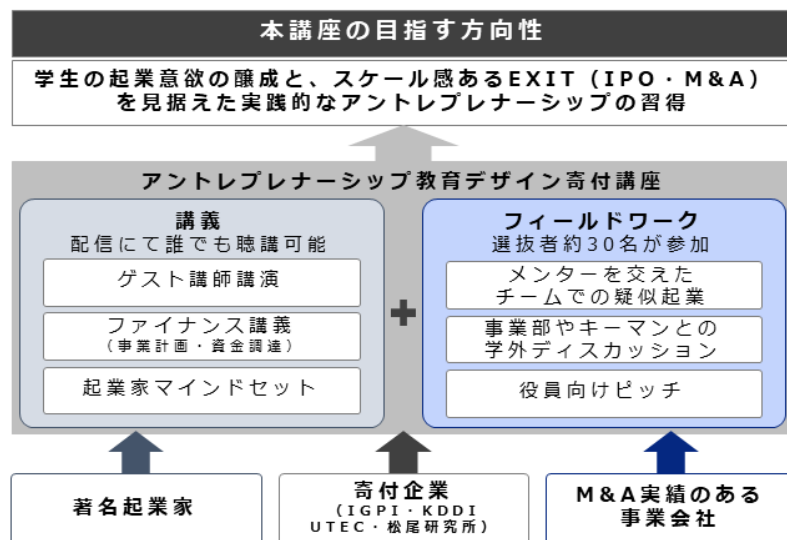 本講座の目指す方向性
学生の起業意欲の醸成と、スケール感あるEXIT（IPO・M&A）
を見据えた実践的なアントレプレナーシップの習得
アントレプレナーシップ教育デザイン寄付講座
講義
配信にて誰でも聴講可能
ゲスト講師講演
ファイナンス講義
（事業計画・資金調達）
起業家マインドセット
+
フィールドワーク
選抜者約30名が参加
メンターを交えた
チームでの疑似起業
事業部やキーマンとの
学外ディスカッション
役員向けピッチ
著名起業家
寄付企業
（IGPI・KDDI
UTEC・松尾研究所）
M&A実績のある
事業会社